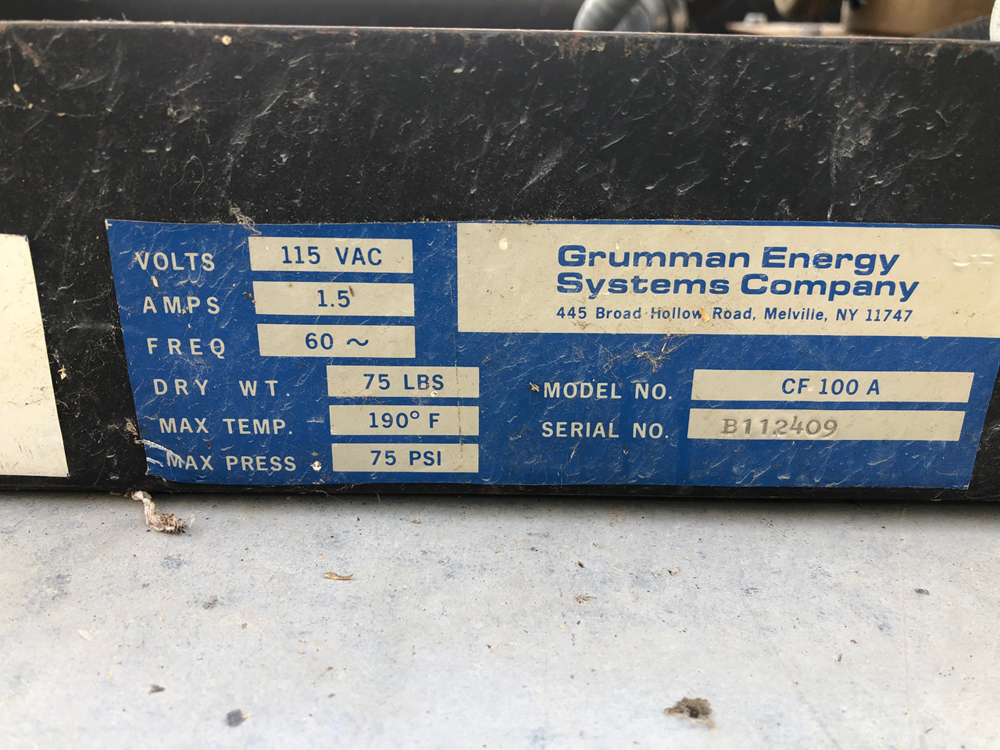 VOLTS 115 VAC
AMPS 1.5
FREQ 60 ~
DRY WT. 75 LBS
MAX TEMP. 190° F
MAX PRESS 75 PSI
Grumman Energy
Systems Company
445 Broad Hollow Road, Melville, NY 11747
MODEL NO. CF 100 A
SERIAL NO. B112409